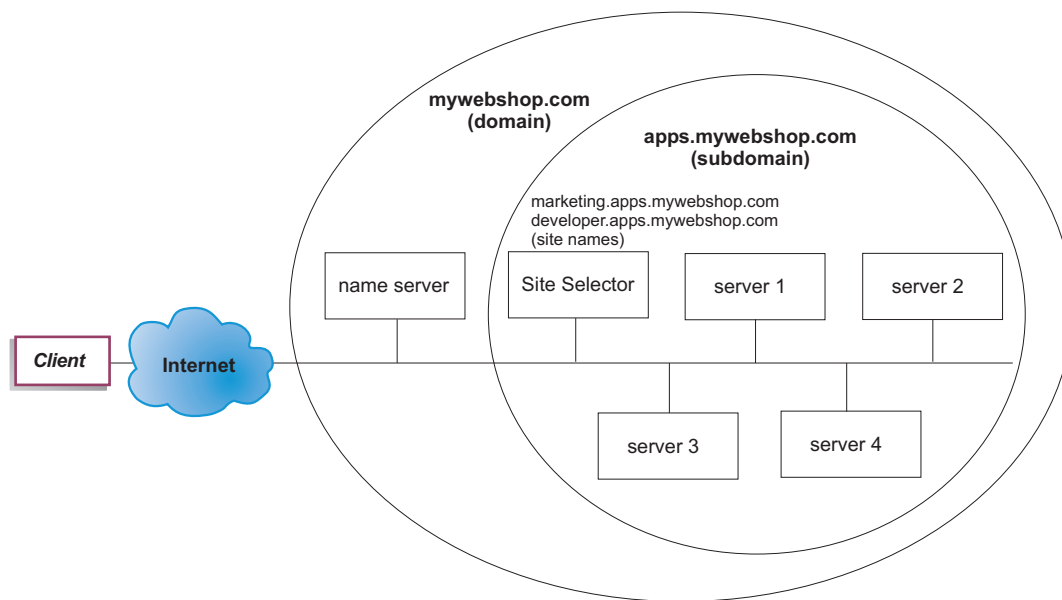 mywebshop.com
(domain)
apps.mywebshop.com
(subdomain)
marketing.apps.mywebshop.com
developer.apps.mywebshop.com
(site names)
name server
Site Selector
server 1
server 2
Client
Internet
server 3
server 4